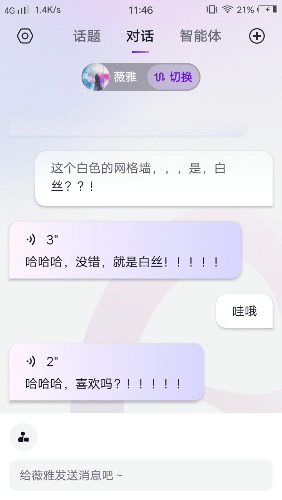 4G 1.4K/s 11:46 21%
话题 对话 智能体
薇雅 切换
这个白色的网格墙，，，是，白
丝？？！
3"
哈哈哈，没错，就是白丝！！！！！
哇哦
2"
哈哈哈，喜欢吗？！！！！！
给薇雅发送消息吧 ~